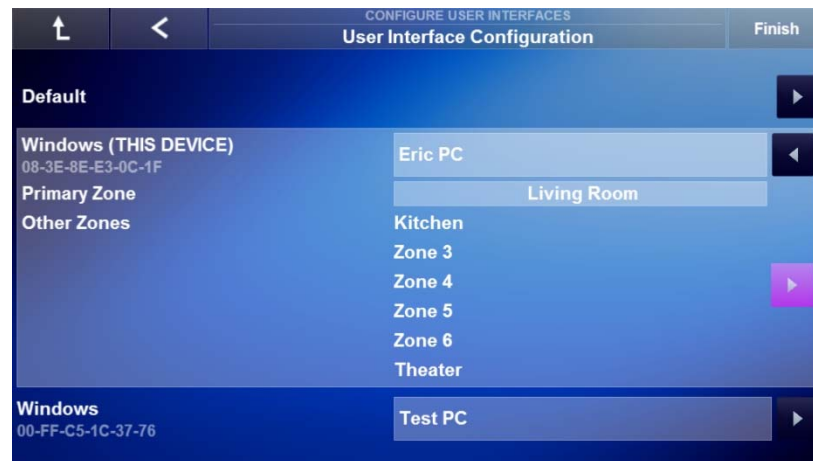 CONFIGURE USER INTERFACES
User Interface Configuration
Finish
Default
Windows (THIS DEVICE)
08-3E-8E-E3-0C-1F
Eric PC
Primary Zone
Living Room
Other Zones
Kitchen
Zone 3
Zone 4
Zone 5
Zone 6
Theater
Windows
00-FF-C5-1C-37-76
Test PC